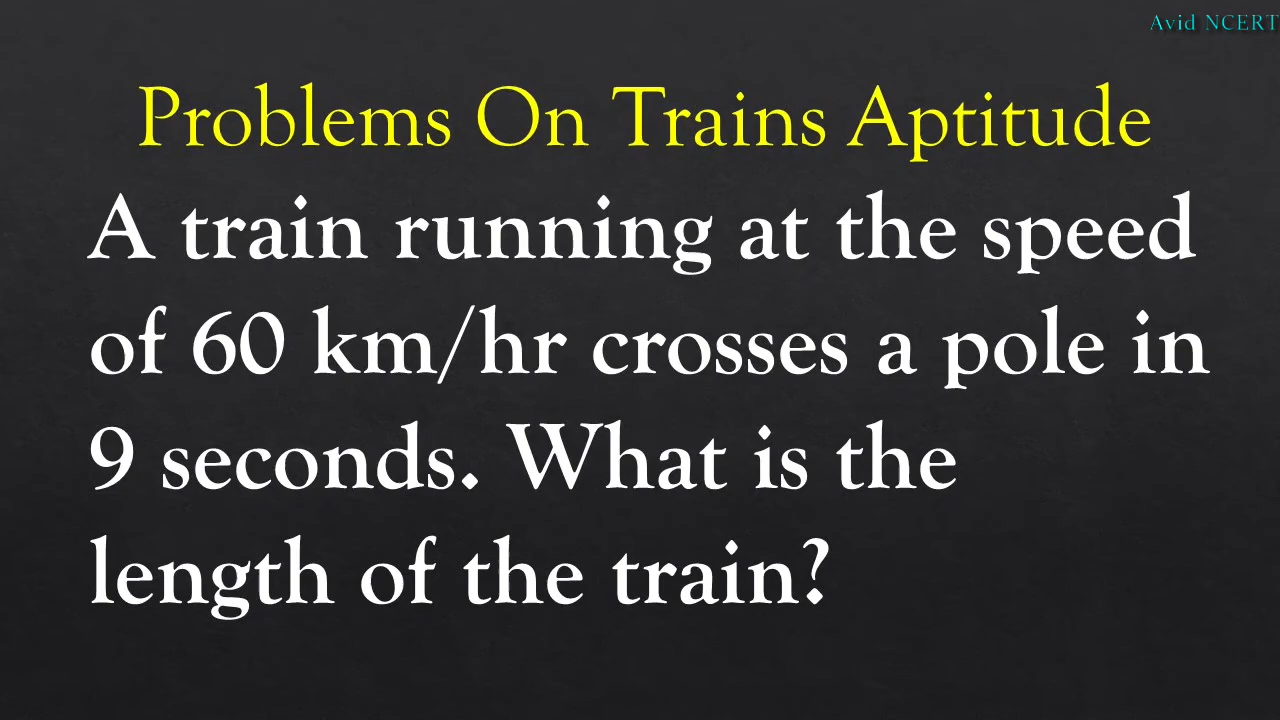 Avid NCERT
Problems On Trains Aptitude
A train running at the speed
of 60 km/hr crosses a pole in
9 seconds. What is the
length of the train?